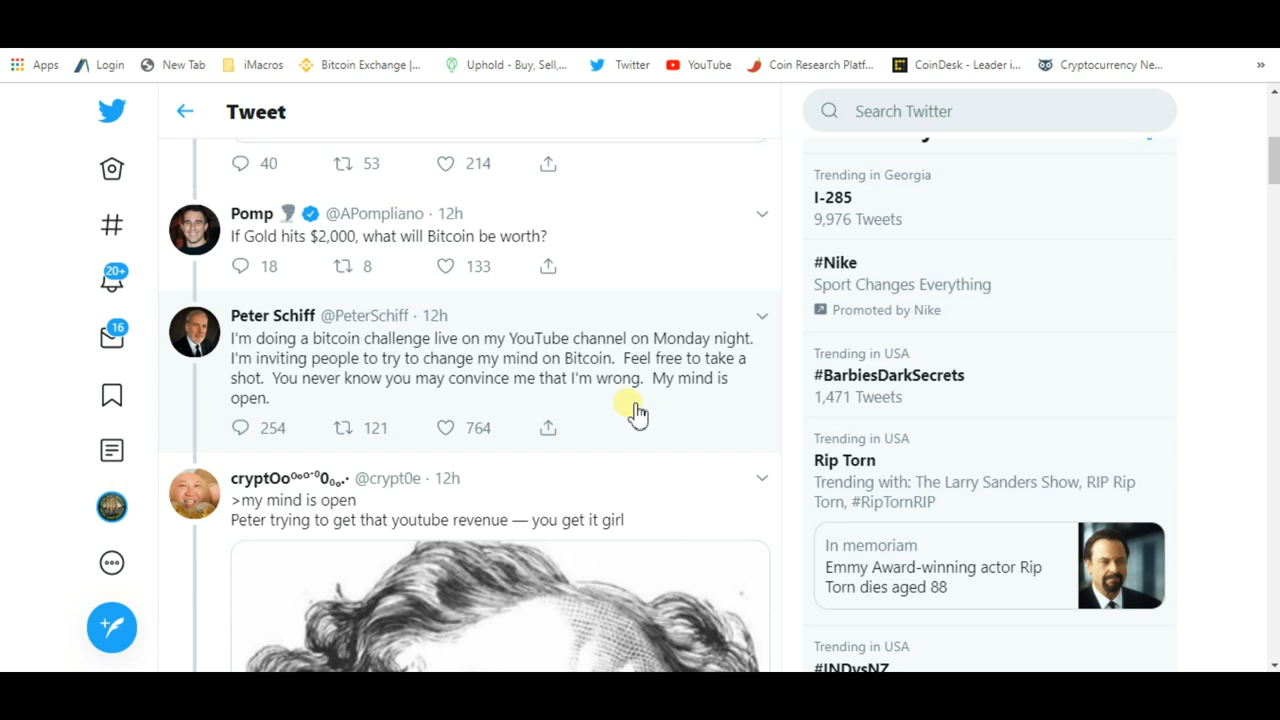 Apps
Login
New Tab
iMacros
Bitcoin Exchange |...
Uphold - Buy, Sell,...
Twitter
YouTube
Coin Research Platf...
CoinDesk - Leader i...
Cryptocurrency Ne...
»
Tweet
Search Twitter
40 53 214
Pomp @APompliano · 12h
If Gold hits $2,000, what will Bitcoin be worth?
18 8 133
20+
16
Peter Schiff @PeterSchiff · 12h
I'm doing a bitcoin challenge live on my YouTube channel on Monday night.
I'm inviting people to try to change my mind on Bitcoin. Feel free to take a
shot. You never know you may convince me that I'm wrong. My mind is
open.
254 121 764
@crypt0e · 12h
>my mind is open
Peter trying to get that youtube revenue — you get it girl
Trending in Georgia
I-285
9,976 Tweets
#Nike
Sport Changes Everything
Promoted by Nike
Trending in USA
#BarbiesDarkSecrets
1,471 Tweets
Trending in USA
Rip Torn
Trending with: The Larry Sanders Show, RIP Rip
Torn, #RipTornRIP
In memoriam
Emmy Award-winning actor Rip
Torn dies aged 88
Trending in USA
#INDvsNZ